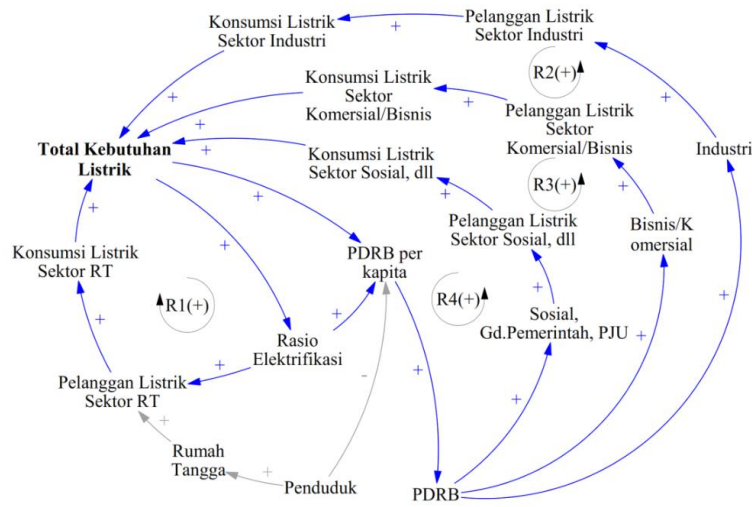 Konsumsi Listrik
Sektor Industri
+
Pelanggan Listrik
Sektor Industri
+
R2(+)
Konsumsi Listrik
Sektor
Komersial/Bisnis
+
+
Pelanggan Listrik
Sektor
Komersial/Bisnis
+
Total Kebutuhan
Listrik
+
Konsumsi Listrik
Sektor Sosial, dll
Industri
R3(+)
+
+
+
+
Konsumsi Listrik
Sektor RT
+
PDRB per
kapita
Pelanggan Listrik
Sektor Sosial, dll
Bisnis/K
omersial
R1(+)
R4(+)
+
+
+
+
+
Rasio
Elektrifikasi
Sosial,
Gd.Pemerintah, PJU
+
+
Pelanggan Listrik
Sektor RT
-
+
+
+
Rumah
Tangga
+
Penduduk
PDRB